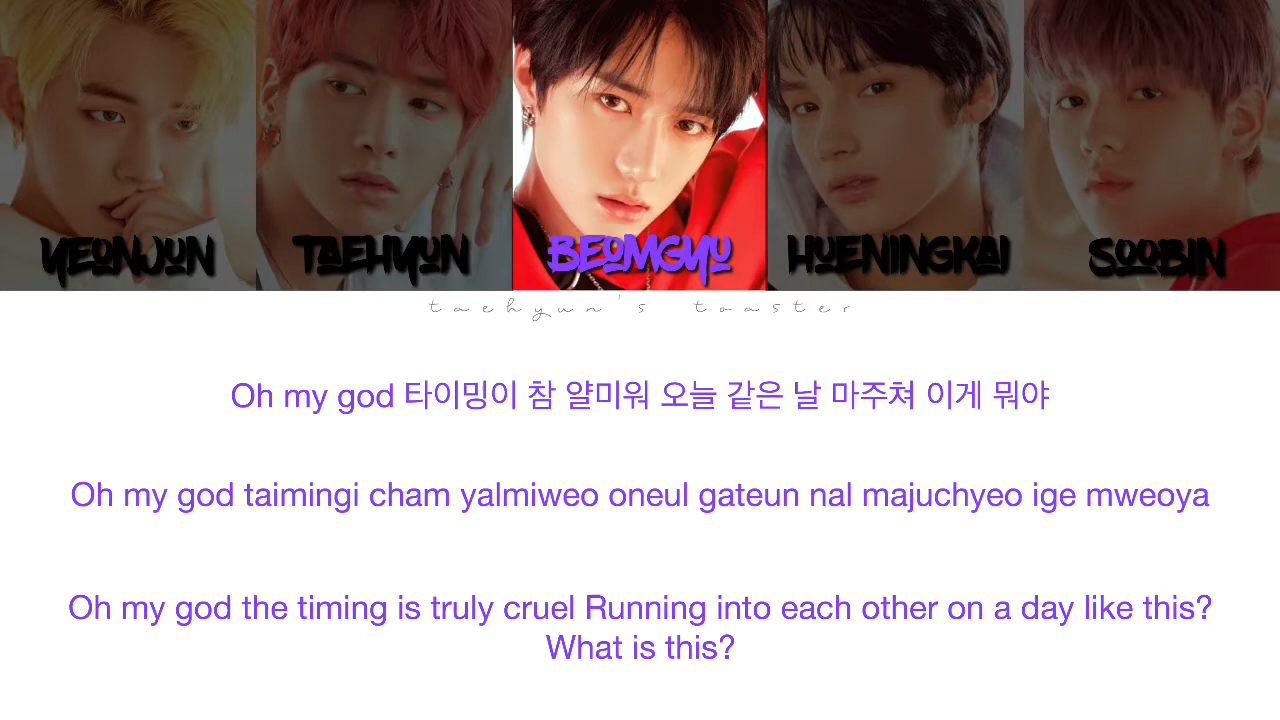 YEONJUN TAEHYUN BEOMGYU HUENINGKAI SOOBIN
taehyun's toaster
Oh my god 타이밍이 참 얄미워 오늘 같은 날 마주쳐 이게 뭐야
Oh my god taimingi cham yalmiweo oneul gateun nal majuchyeo ige mweoya
Oh my god the timing is truly cruel Running into each other on a day like this?
What is this?